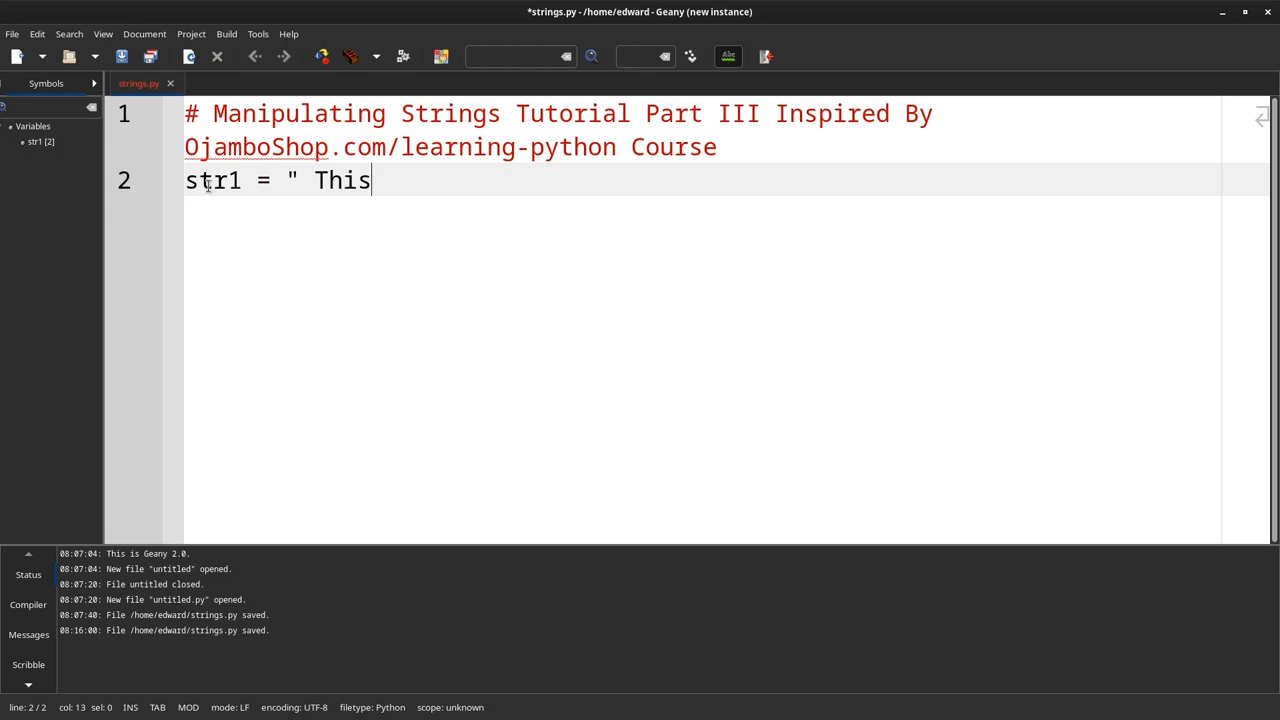 *strings.py - /home/edward - Geany (new instance)
File Edit Search View Document Project Build Tools Help
Symbols
strings.py
Variables
str1 [2]
1 # Manipulating Strings Tutorial Part III Inspired By
OjamboShop.com/learning-python Course
2 str1 = " This
Status
Compiler
Messages
Scribble
08:07:04: This is Geany 2.0.
08:07:04: New file "untitled" opened.
08:07:20: File untitled closed.
08:07:20: New file "untitled.py" opened.
08:07:40: File /home/edward/strings.py saved.
08:16:00: File /home/edward/strings.py saved.
line: 2 / 2 col: 13 sel: 0 INS TAB MOD mode: LF encoding: UTF-8 filetype: Python scope: unknown